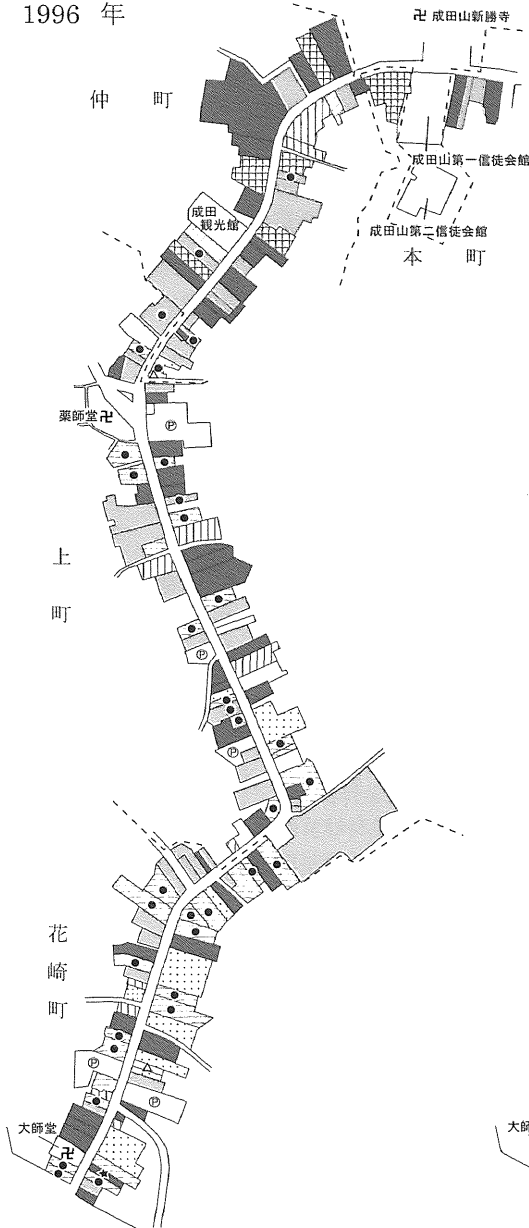 1996 年
卍 成田山新勝寺
仲 町
成田山第一信徒会館
成田
観光館
成田山第二信徒会館
本 町
薬師堂卍
Ⓟ
上
町
Ⓟ
Ⓟ
花
崎
町
Ⓟ
Ⓟ
大師堂
卍
大師